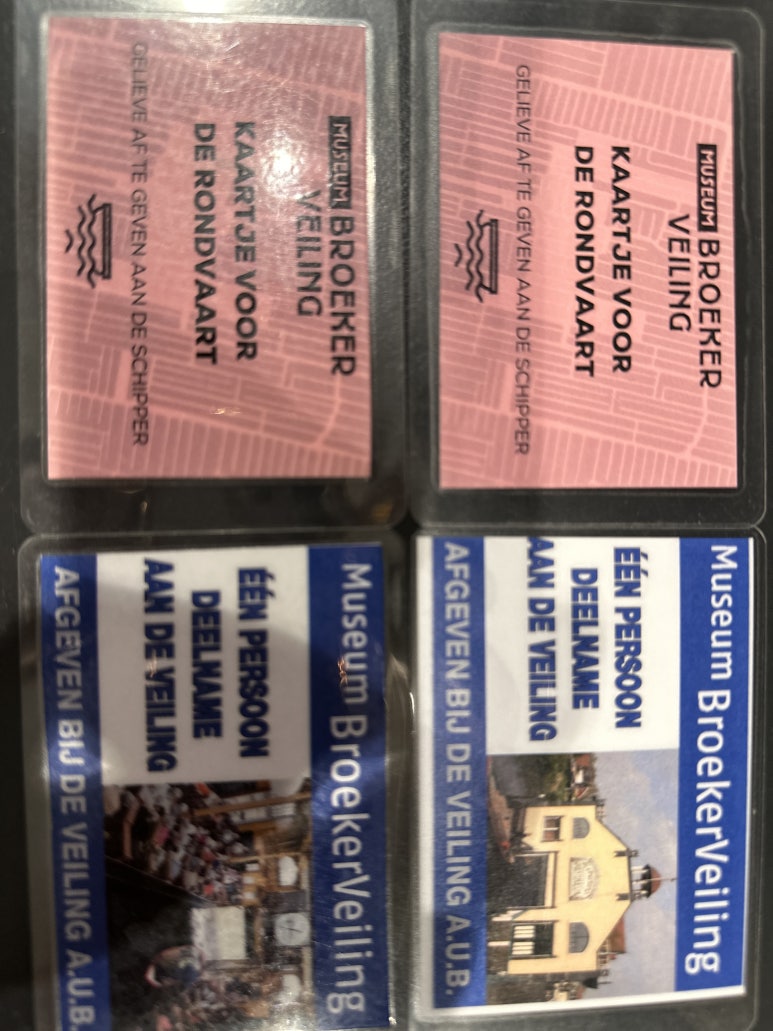 MUSEUM BROEKER
VEILING
KAARTJE VOOR
DE RONDVAART
GELIEVE AF TE GEVEN AAN DE SCHIPPER
MUSEUM BROEKER
VEILING
KAARTJE VOOR
DE RONDVAART
GELIEVE AF TE GEVEN AAN DE SCHIPPER
Museum BroekerVeiling
ÉÉN PERSOON
DEELNAME
AAN DE VEILING
AFGEVEN BIJ DE VEILING A.U.B.
Museum BroekerVeiling
ÉÉN PERSOON
DEELNAME
AAN DE VEILING
AFGEVEN BIJ DE VEILING A.U.B.